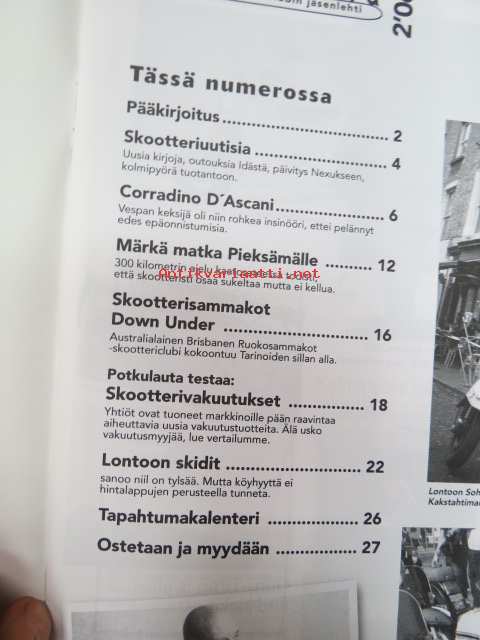 jäsenlehti
2'0
Tässä numerossa
Pääkirjoitus 2
Skootteriuutisia 4
Uusia kirjoja, outouksia Idästä, päivitys Nexukseen,
kolmipyörä tuotantoon.
Corradino D´Ascani 6
Vespan keksijä oli niin rohkea insinööri, ettei pelännyt
edes epäonnistumisia.
Märkä matka Pieksämälle 12
300 kilometrin ajelu
Antikvariaatti.net
että skootteristi osaa sukeltaa mutta ei kellua.
Skootterisammakot
Down Under 16
Australialainen Brisbanen Ruokosammakot
-skoottericlubi kokoontuu Tarinoiden sillan alla.
Potkulauta testaa:
Skootterivakuutukset 18
Yhtiöt ovat tuoneet markkinoille pään raavintaa
aiheuttavia uusia vakuutustuotteita. Älä usko
vakuutusmyyjää, lue vertailumme.
Lontoon skidit 22
sanoo niil on tylsää. Mutta köyhyyttä ei
hintalappujen perusteella tunneta.
Tapahtumakalenteri 26
Ostetaan ja myydään 27
Lontoon Soh
Kakstahtima